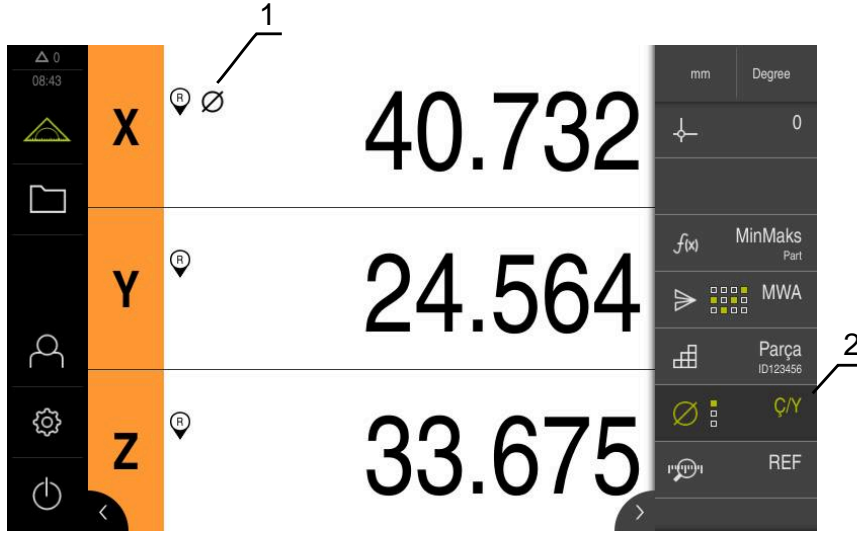 1
0
08:43
X
R
40.732
mm Degree
0
Y
R
24.564
f(x) MinMaks
Part
MWA
Parça
ID123456
2
Ç/Y
Z
R
33.675
REF